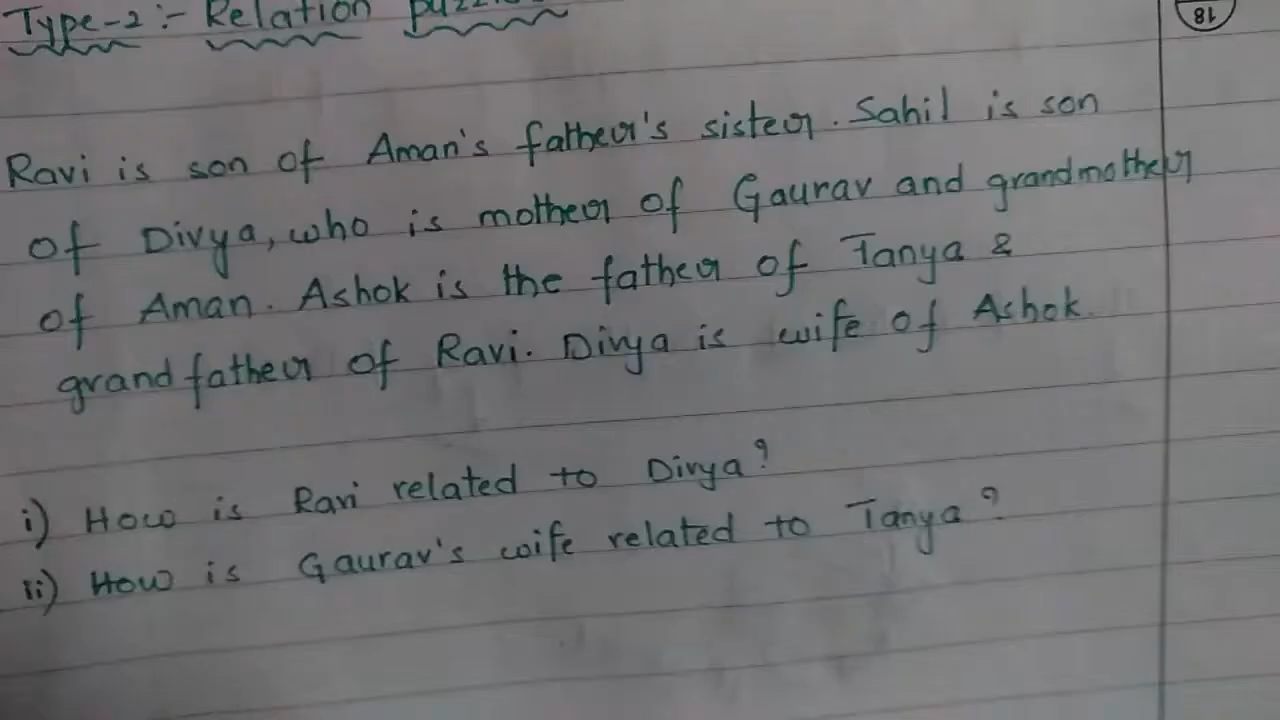 Type-2 :- Relation puzzles
18
Ravi is son of Aman's father's sister. Sahil is son
of Divya, who is mother of Gaurav and grandmother
of Aman. Ashok is the father of Tanya &
grandfather of Ravi. Divya is wife of Ashok.
i) How is Ravi related to Divya?
ii) How is Gaurav's wife related to Tanya?